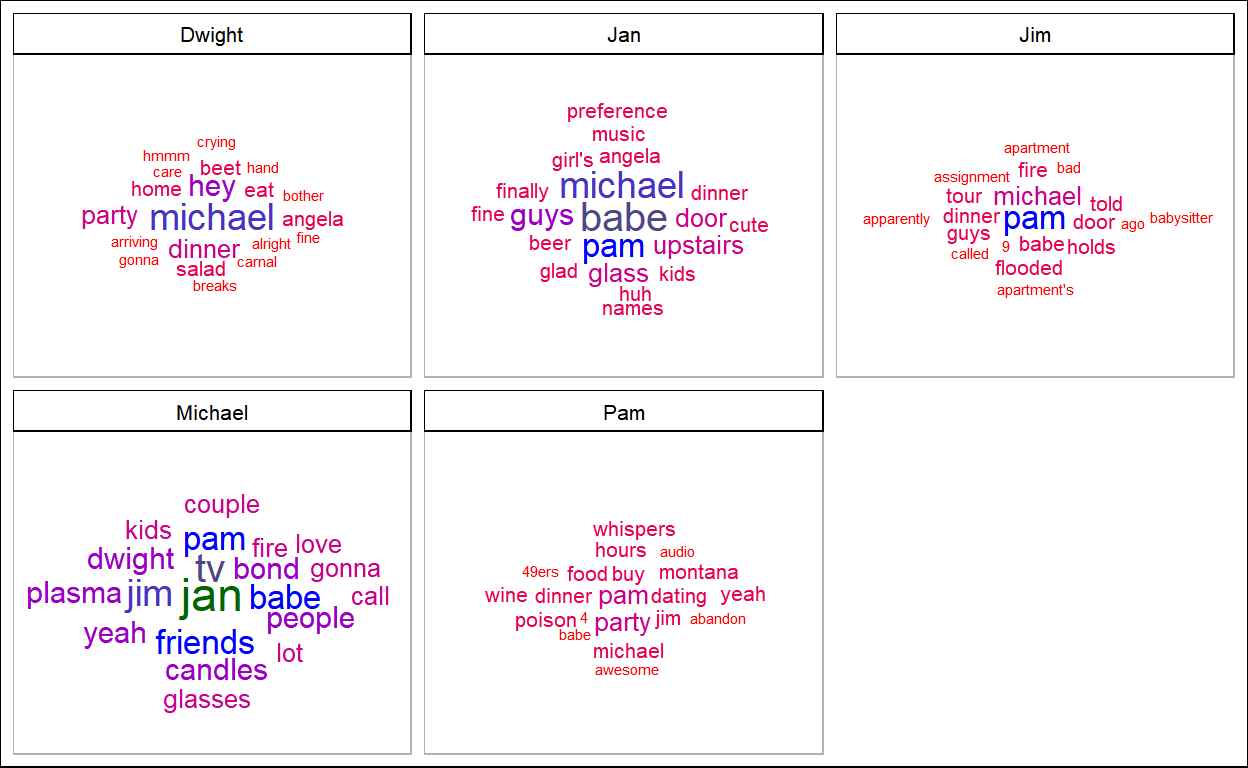 Dwight
crying
hmmm
care beet hand
home hey eat bother
party michael angela
arriving dinner alright fine
gonna salad carnal
breaks
Jan
preference
music
girl's angela
finally michael dinner
fine guys babe door cute
beer pam upstairs
glad glass kids
huh
names
Jim
apartment
assignment fire bad
tour michael told
apparently dinner pam door ago babysitter
guys 9 babe holds
called flooded
apartment's
Michael
couple
kids pam fire love
dwight tv bond gonna
plasma jim jan babe call
yeah friends people
candles lot
glasses
Pam
whispers
hours audio
49ers food buy montana
wine dinner pam dating yeah
poison 4 party jim abandon
babe
michael
awesome